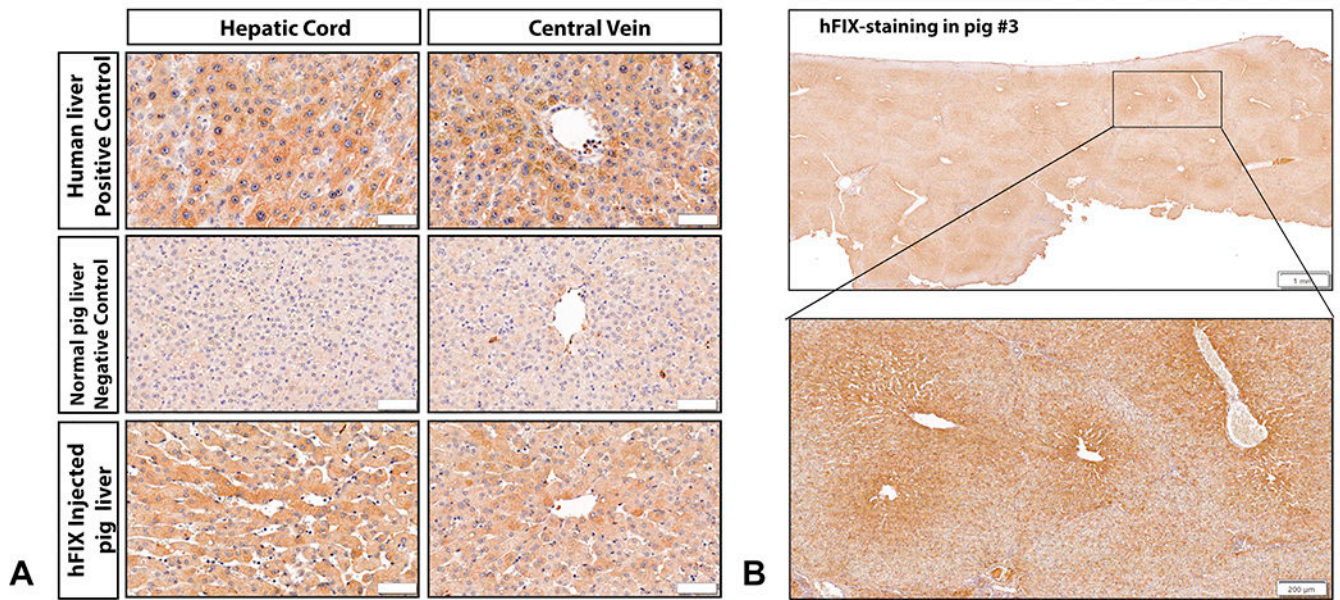 Hepatic Cord
Central Vein
Human liver
Positive Control
Normal pig liver
Negative Control
hFIX Injected
pig liver
A
hFIX-staining in pig #3
1 mm
200 µm
B